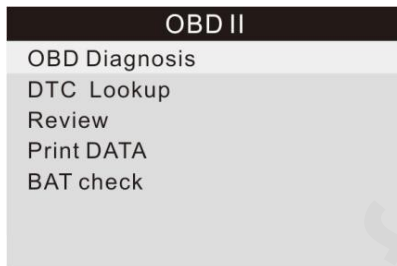 OBD II
OBD Diagnosis
DTC Lookup
Review
Print DATA
BAT check